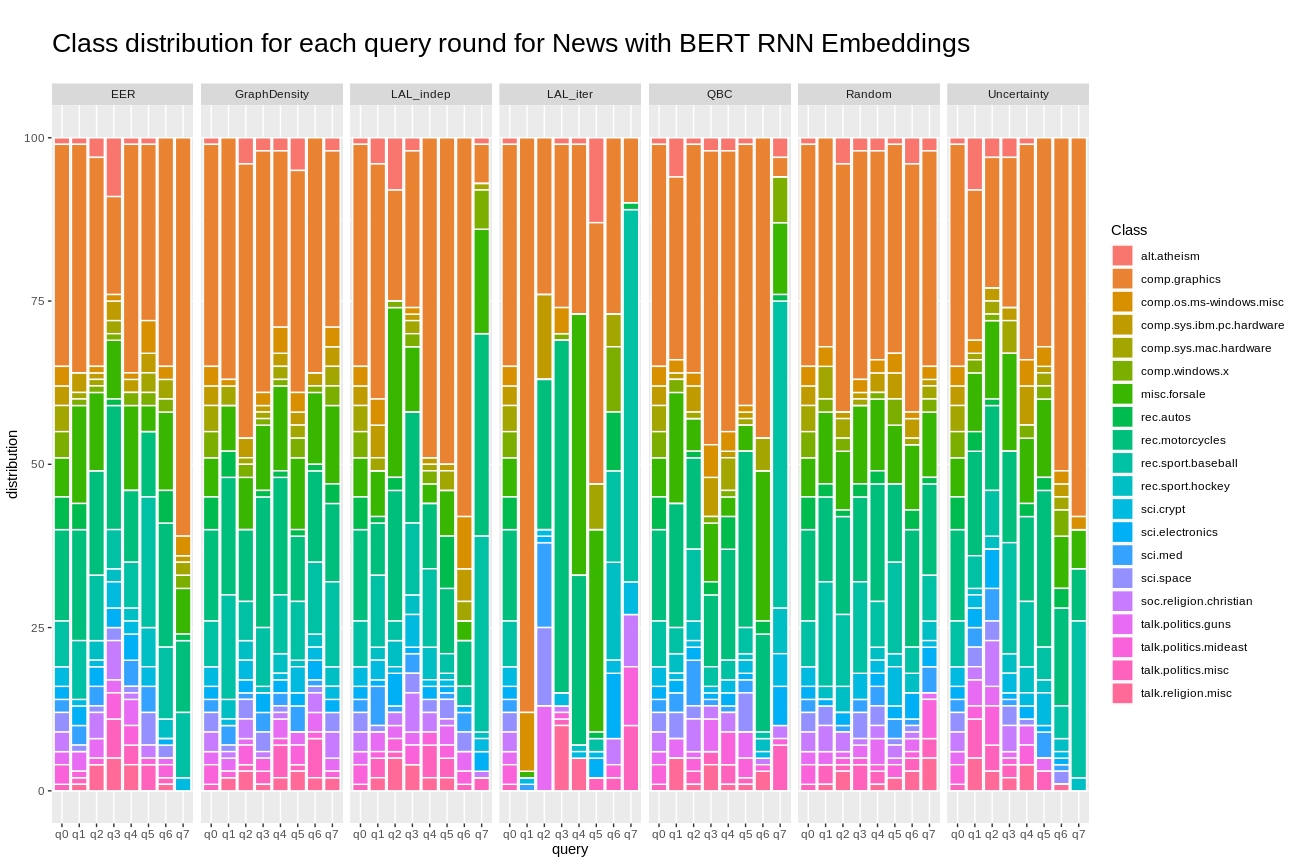 Class distribution for each query round for News with BERT RNN Embeddings
EER GraphDensity LAL_indep LAL_iter QBC Random Uncertainty
100
75
50
25
0
distribution
q0 q1 q2 q3 q4 q5 q6 q7 q0 q1 q2 q3 q4 q5 q6 q7 q0 q1 q2 q3 q4 q5 q6 q7 q0 q1 q2 q3 q4 q5 q6 q7 q0 q1 q2 q3 q4 q5 q6 q7 q0 q1 q2 q3 q4 q5 q6 q7 q0 q1 q2 q3 q4 q5 q6 q7
query
Class
alt.atheism
comp.graphics
comp.os.ms-windows.misc
comp.sys.ibm.pc.hardware
comp.sys.mac.hardware
comp.windows.x
misc.forsale
rec.autos
rec.motorcycles
rec.sport.baseball
rec.sport.hockey
sci.crypt
sci.electronics
sci.med
sci.space
soc.religion.christian
talk.politics.guns
talk.politics.mideast
talk.politics.misc
talk.religion.misc